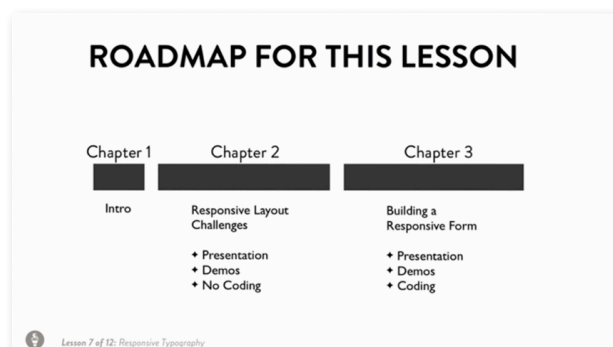 ROADMAP FOR THIS LESSON
Chapter 1
Chapter 2
Chapter 3
Intro
Responsive Layout
Challenges
✦ Presentation
✦ Demos
✦ No Coding
Building a
Responsive Form
✦ Presentation
✦ Demos
✦ Coding
Lesson 7 of 12: Responsive Typography